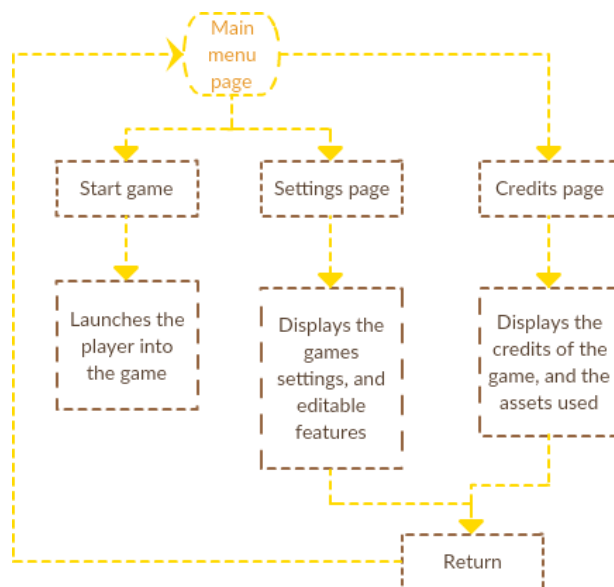 Main
menu
page
Start game
Settings page
Credits page
Launches the
player into
the game
Displays the
games
settings, and
editable
features
Displays the
credits of the
game, and the
assets used
Return